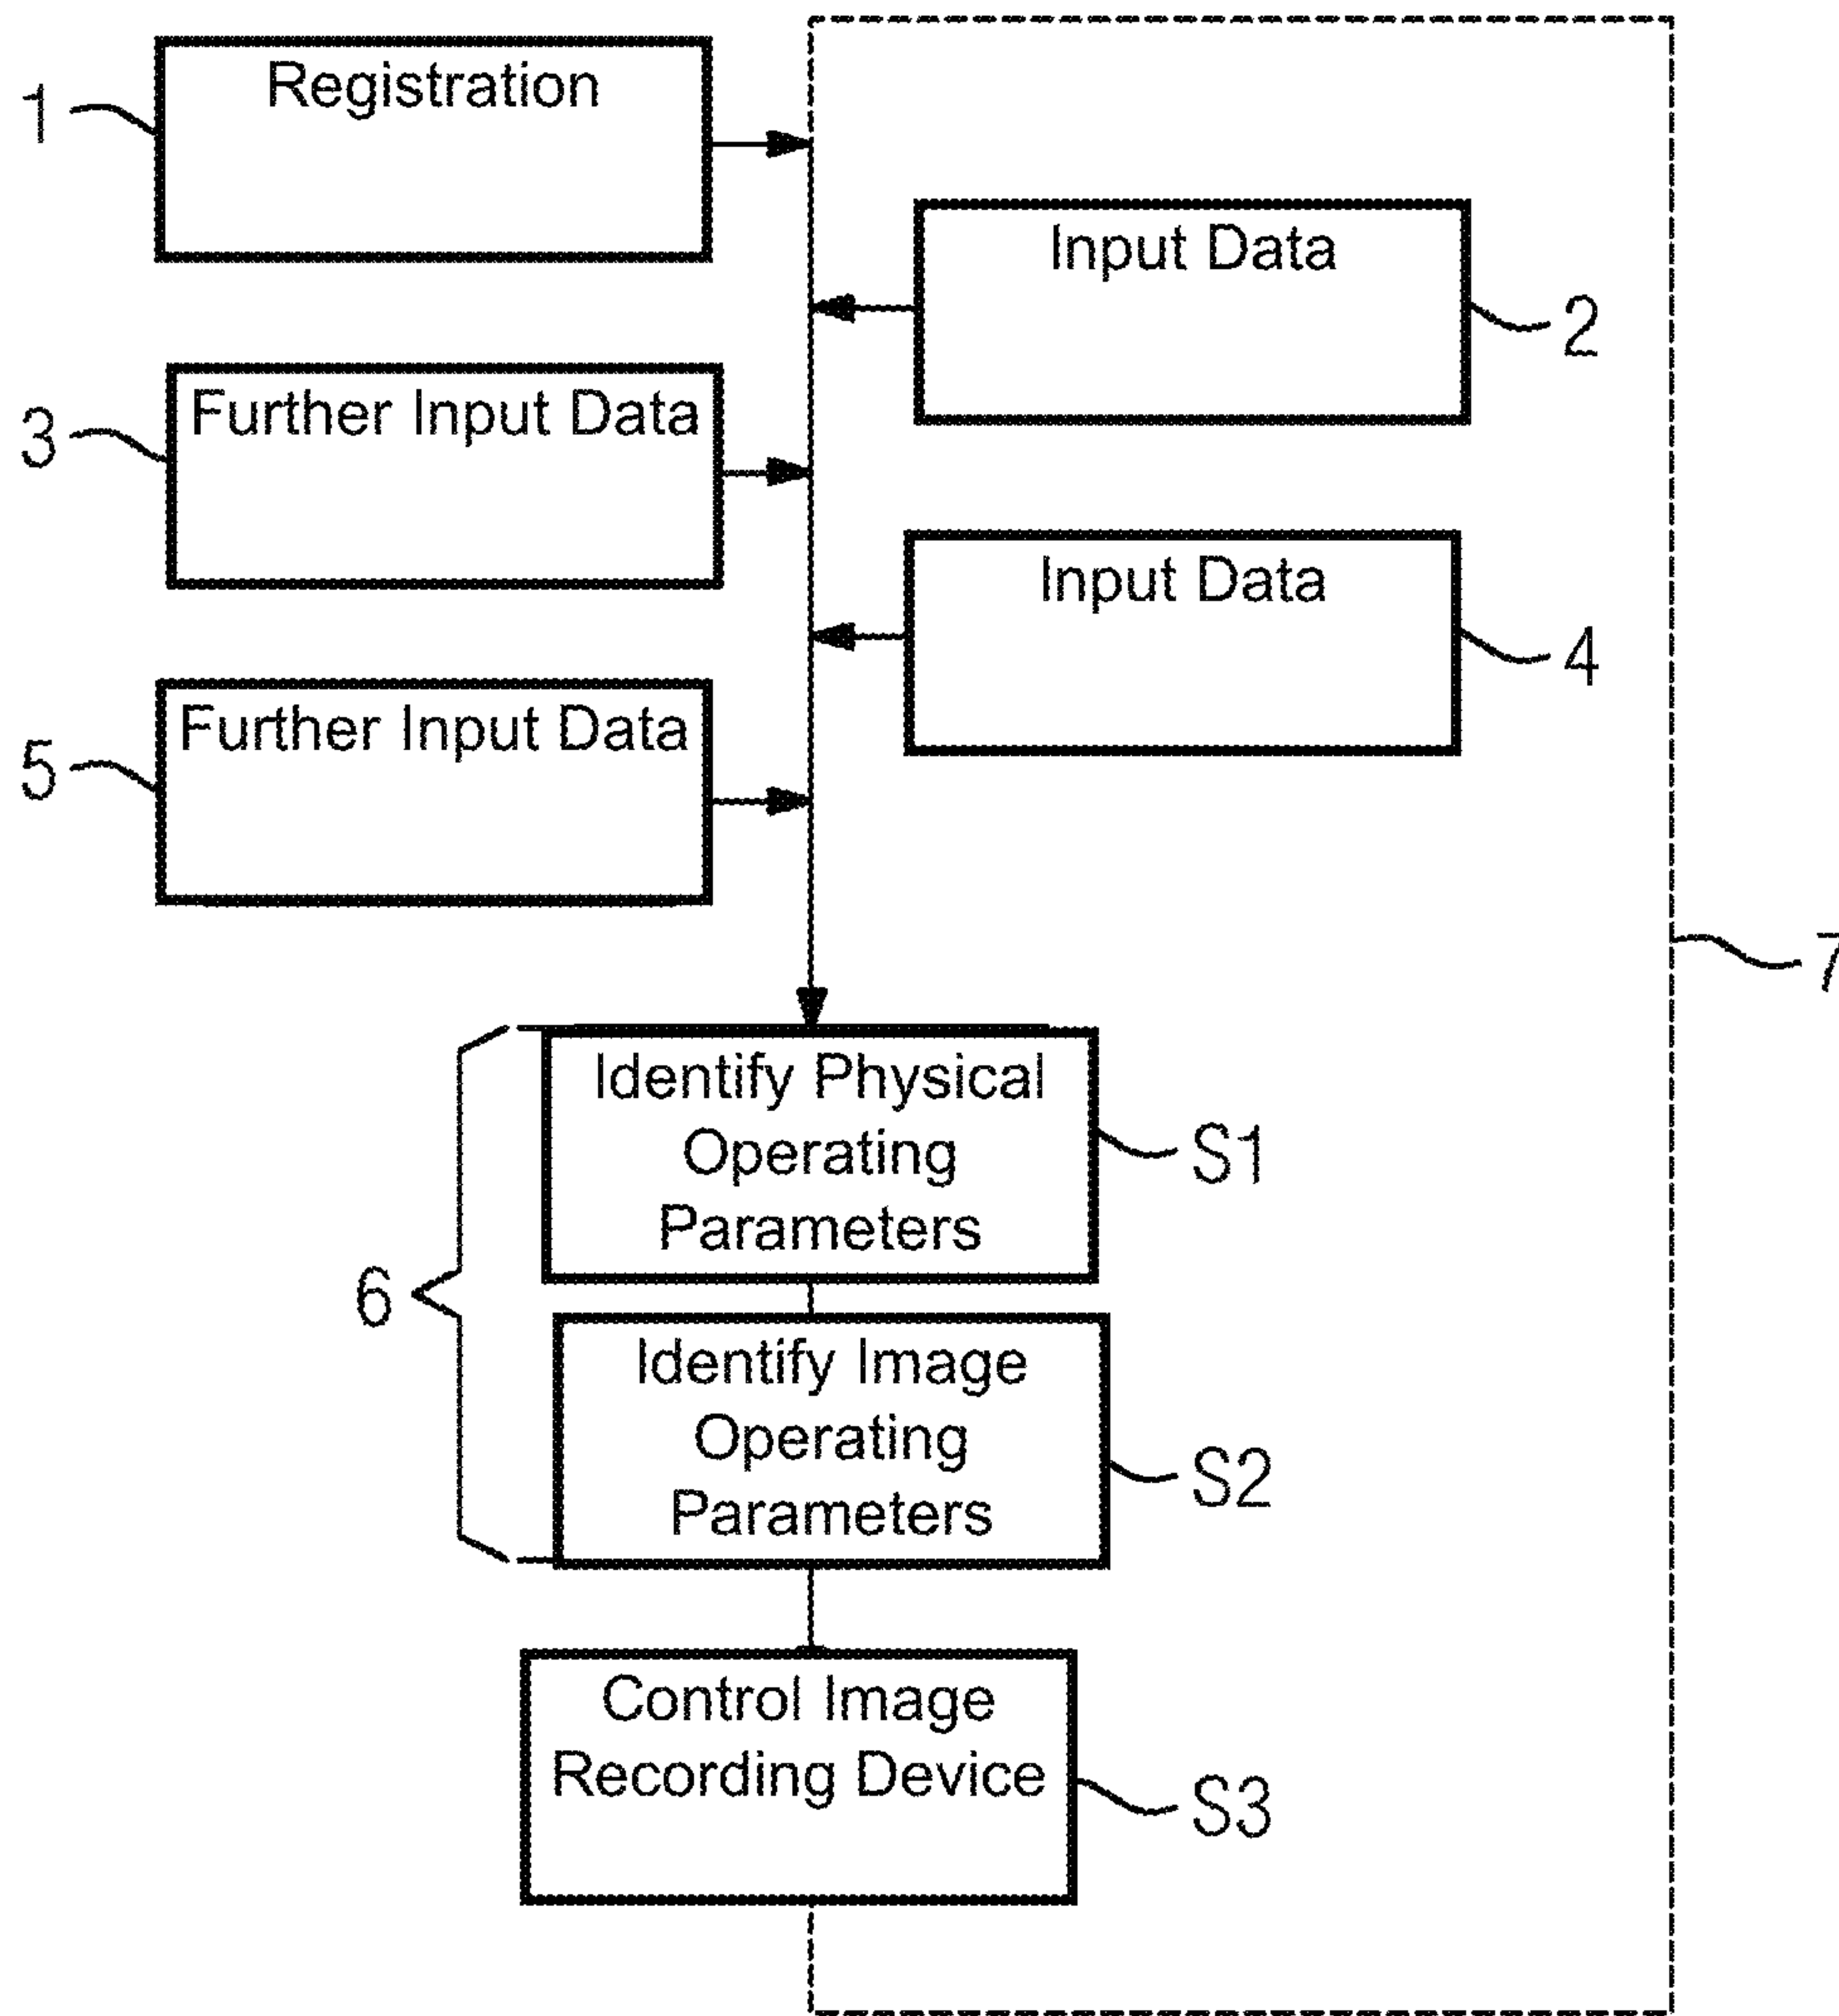 Registration
1
Input Data
2
Further Input Data
3
Input Data
4
Further Input Data
5
7
Identify Physical
Operating
Parameters
S1
6
Identify Image
Operating
Parameters
S2
Control Image
Recording Device
S3